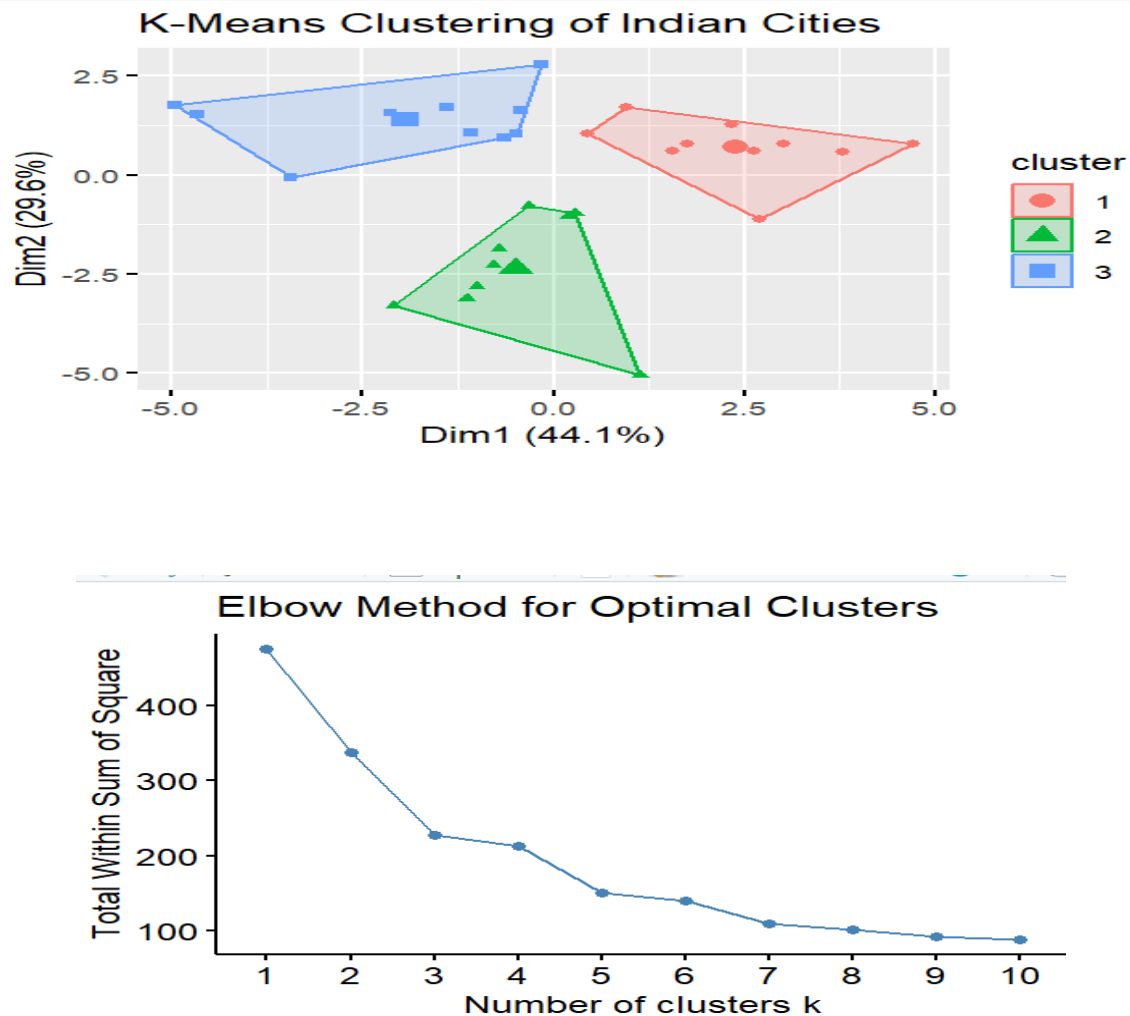 K-Means Clustering of Indian Cities
2.5
0.0
-2.5
-5.0
Dim2 (29.6%)
-5.0 -2.5 0.0 2.5 5.0
Dim1 (44.1%)
cluster
1
2
3
Elbow Method for Optimal Clusters
400
300
200
100
Total Within Sum of Square
1 2 3 4 5 6 7 8 9 10
Number of clusters k